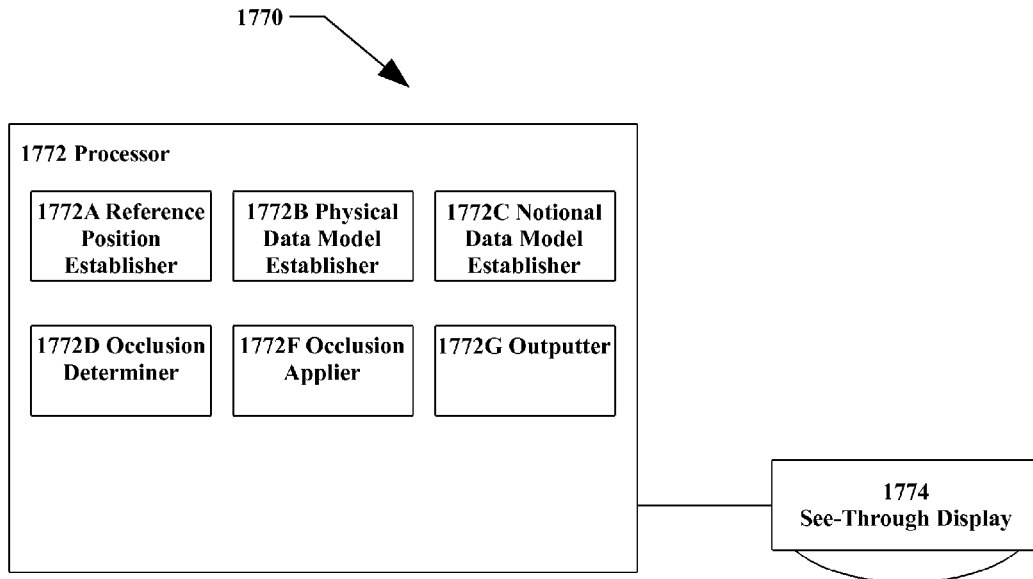 1770
1772 Processor
1772A Reference
Position
Establisher
1772B Physical
Data Model
Establisher
1772C Notional
Data Model
Establisher
1772D Occlusion
Determiner
1772F Occlusion
Applier
1772G Outputter
1774
See-Through Display